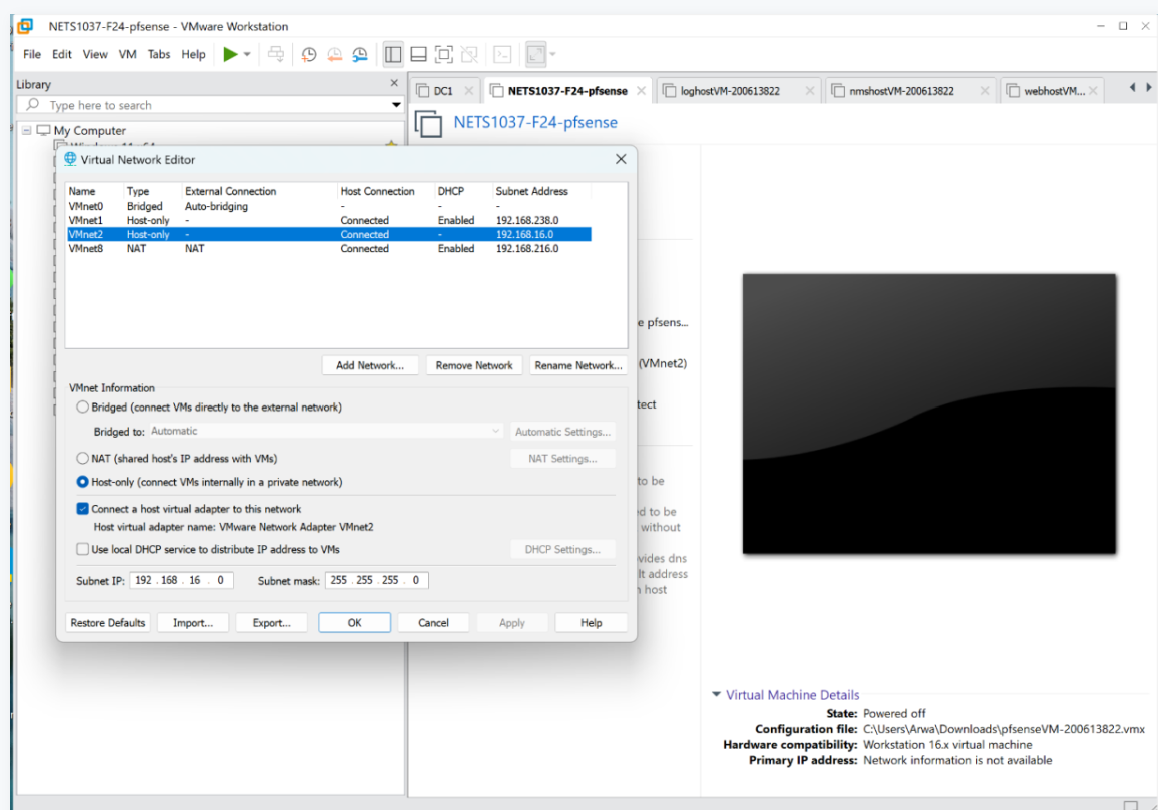 NETS1037-F24-pfsense - VMware Workstation
File Edit View VM Tabs Help
Library
Type here to search
My Computer
DC1
NETS1037-F24-pfsense
loghostVM-200613822
nmshostVM-200613822
webhostVM...
NETS1037-F24-pfsense
Virtual Network Editor
Name Type External Connection Host Connection DHCP Subnet Address
VMnet0 Bridged Auto-bridging - - -
VMnet1 Host-only - Connected Enabled 192.168.238.0
VMnet2 Host-only - Connected - 192.168.16.0
VMnet8 NAT NAT Connected Enabled 192.168.216.0
Add Network... Remove Network Rename Network...
VMnet Information
Bridged (connect VMs directly to the external network)
Bridged to: Automatic Automatic Settings...
NAT (shared host's IP address with VMs) NAT Settings...
Host-only (connect VMs internally in a private network)
Connect a host virtual adapter to this network
Host virtual adapter name: VMware Network Adapter VMnet2
Use local DHCP service to distribute IP address to VMs DHCP Settings...
Subnet IP: 192 . 168 . 16 . 0 Subnet mask: 255 . 255 . 255 . 0
Restore Defaults Import... Export... OK Cancel Apply Help
e pfsens...
(VMnet2)
tect
to be
ed to be
without
vides dns
lt address
host
Virtual Machine Details
State: Powered off
Configuration file: C:\Users\Arwa\Downloads\pfsenseVM-200613822.vmx
Hardware compatibility: Workstation 16.x virtual machine
Primary IP address: Network information is not available